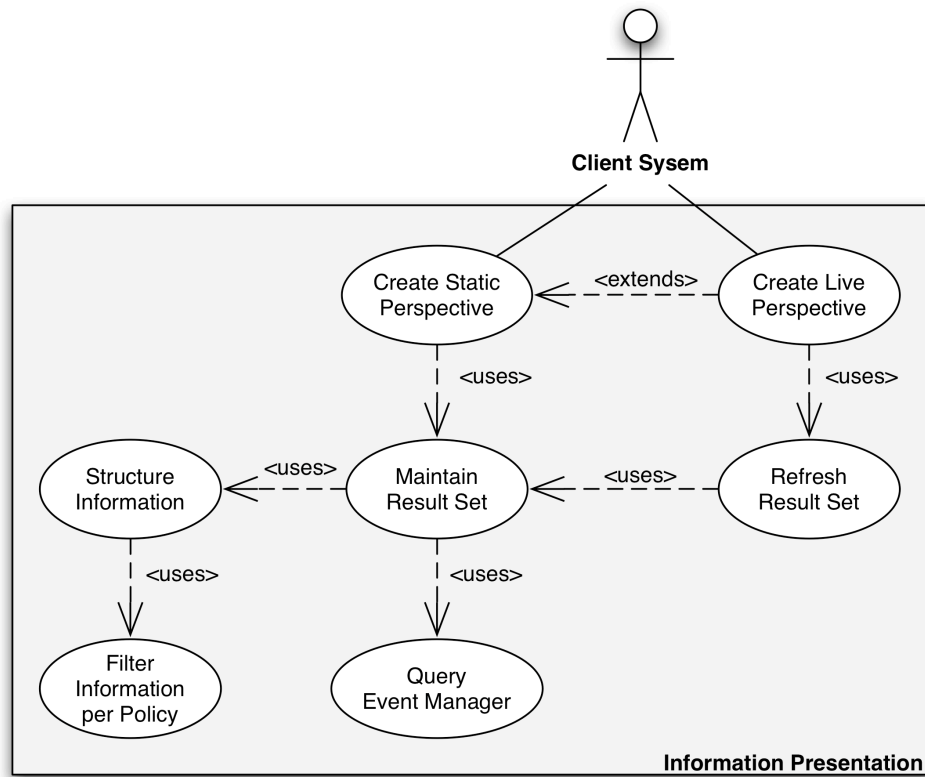 Client Sysem
Create Static
Perspective
<extends>
Create Live
Perspective
<uses>
<uses>
Structure
Information
<uses>
Maintain
Result Set
<uses>
Refresh
Result Set
<uses>
<uses>
Filter
Information
per Policy
Query
Event Manager
Information Presentation